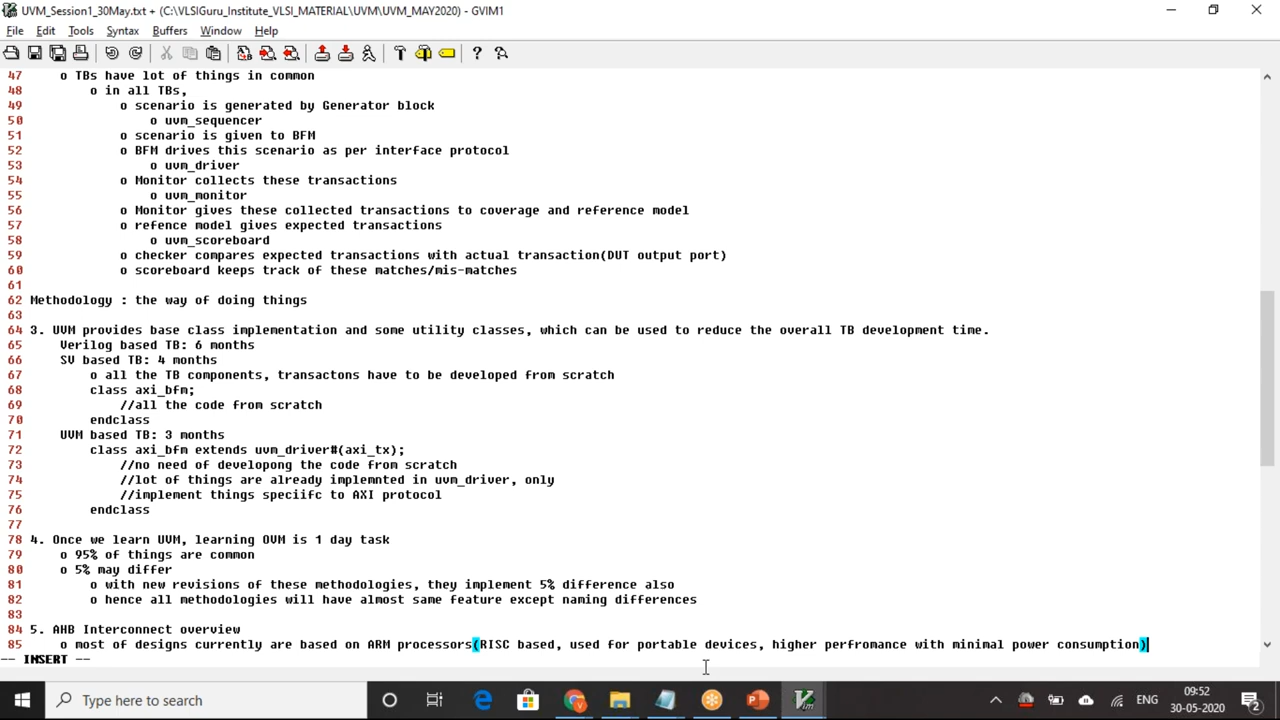 UVM_Session1_30May.txt + (C:\VLSIGuru_Institute_VLSI_MATERIAL\UVM\UVM_MAY2020) - GVIM1
File Edit Tools Syntax Buffers Window Help
47 o TBs have lot of things in common
48 o in all TBs,
49 o scenario is generated by Generator block
50 o uvm_sequencer
51 o scenario is given to BFM
52 o BFM drives this scenario as per interface protocol
53 o uvm_driver
54 o Monitor collects these transactions
55 o uvm_monitor
56 o Monitor gives these collected transactions to coverage and reference model
57 o refence model gives expected transactions
58 o uvm_scoreboard
59 o checker compares expected transactions with actual transaction(DUT output port)
60 o scoreboard keeps track of these matches/mis-matches
61
62 Methodology : the way of doing things
63
64 3. UVM provides base class implementation and some utility classes, which can be used to reduce the overall TB development time.
65 Verilog based TB: 6 months
66 SV based TB: 4 months
67 o all the TB components, transactons have to be developed from scratch
68 class axi_bfm;
69 //all the code from scratch
70 endclass
71 UVM based TB: 3 months
72 class axi_bfm extends uvm_driver#(axi_tx);
73 //no need of developong the code from scratch
74 //lot of things are already implemnted in uvm_driver, only
75 //implement things speciifc to AXI protocol
76 endclass
77
78 4. Once we learn UVM, learning OVM is 1 day task
79 o 95% of things are common
80 o 5% may differ
81 o with new revisions of these methodologies, they implement 5% difference also
82 o hence all methodologies will have almost same feature except naming differences
83
84 5. AHB Interconnect overview
85 o most of designs currently are based on ARM processors(RISC based, used for portable devices, higher perfromance with minimal power consumption)
-- INSERT --
Type here to search
ENG
09:52
30-05-2020
2